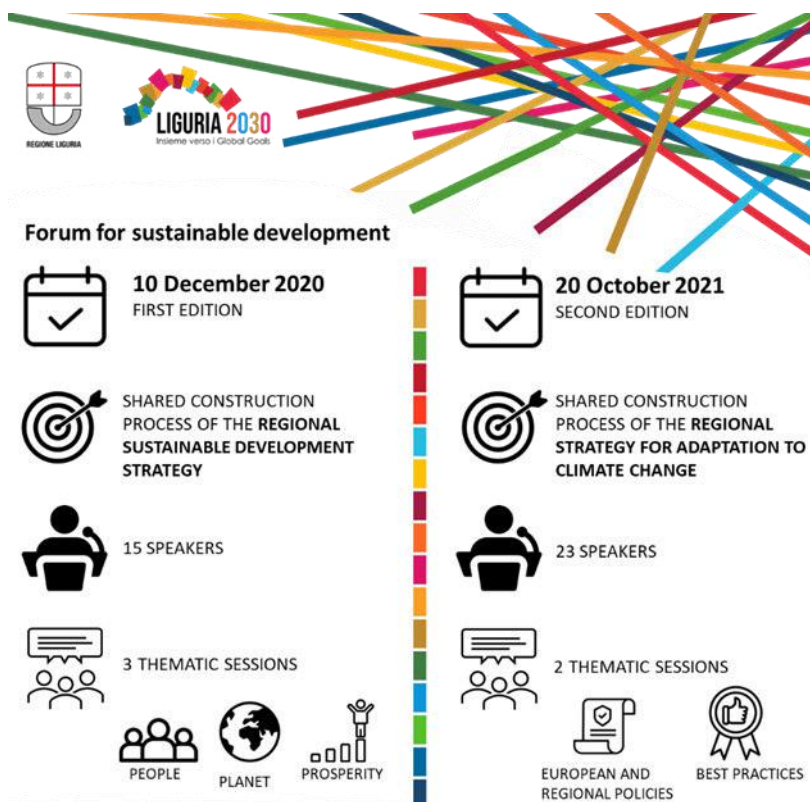 REGIONE LIGURIA
LIGURIA 2030
Insieme verso i Global Goals
Forum for sustainable development
10 December 2020
FIRST EDITION
SHARED CONSTRUCTION
PROCESS OF THE REGIONAL
SUSTAINABLE DEVELOPMENT
STRATEGY
15 SPEAKERS
3 THEMATIC SESSIONS
PEOPLE
PLANET
PROSPERITY
20 October 2021
SECOND EDITION
SHARED CONSTRUCTION
PROCESS OF THE REGIONAL
STRATEGY FOR ADAPTATION TO
CLIMATE CHANGE
23 SPEAKERS
2 THEMATIC SESSIONS
EUROPEAN AND
REGIONAL POLICIES
BEST PRACTICES